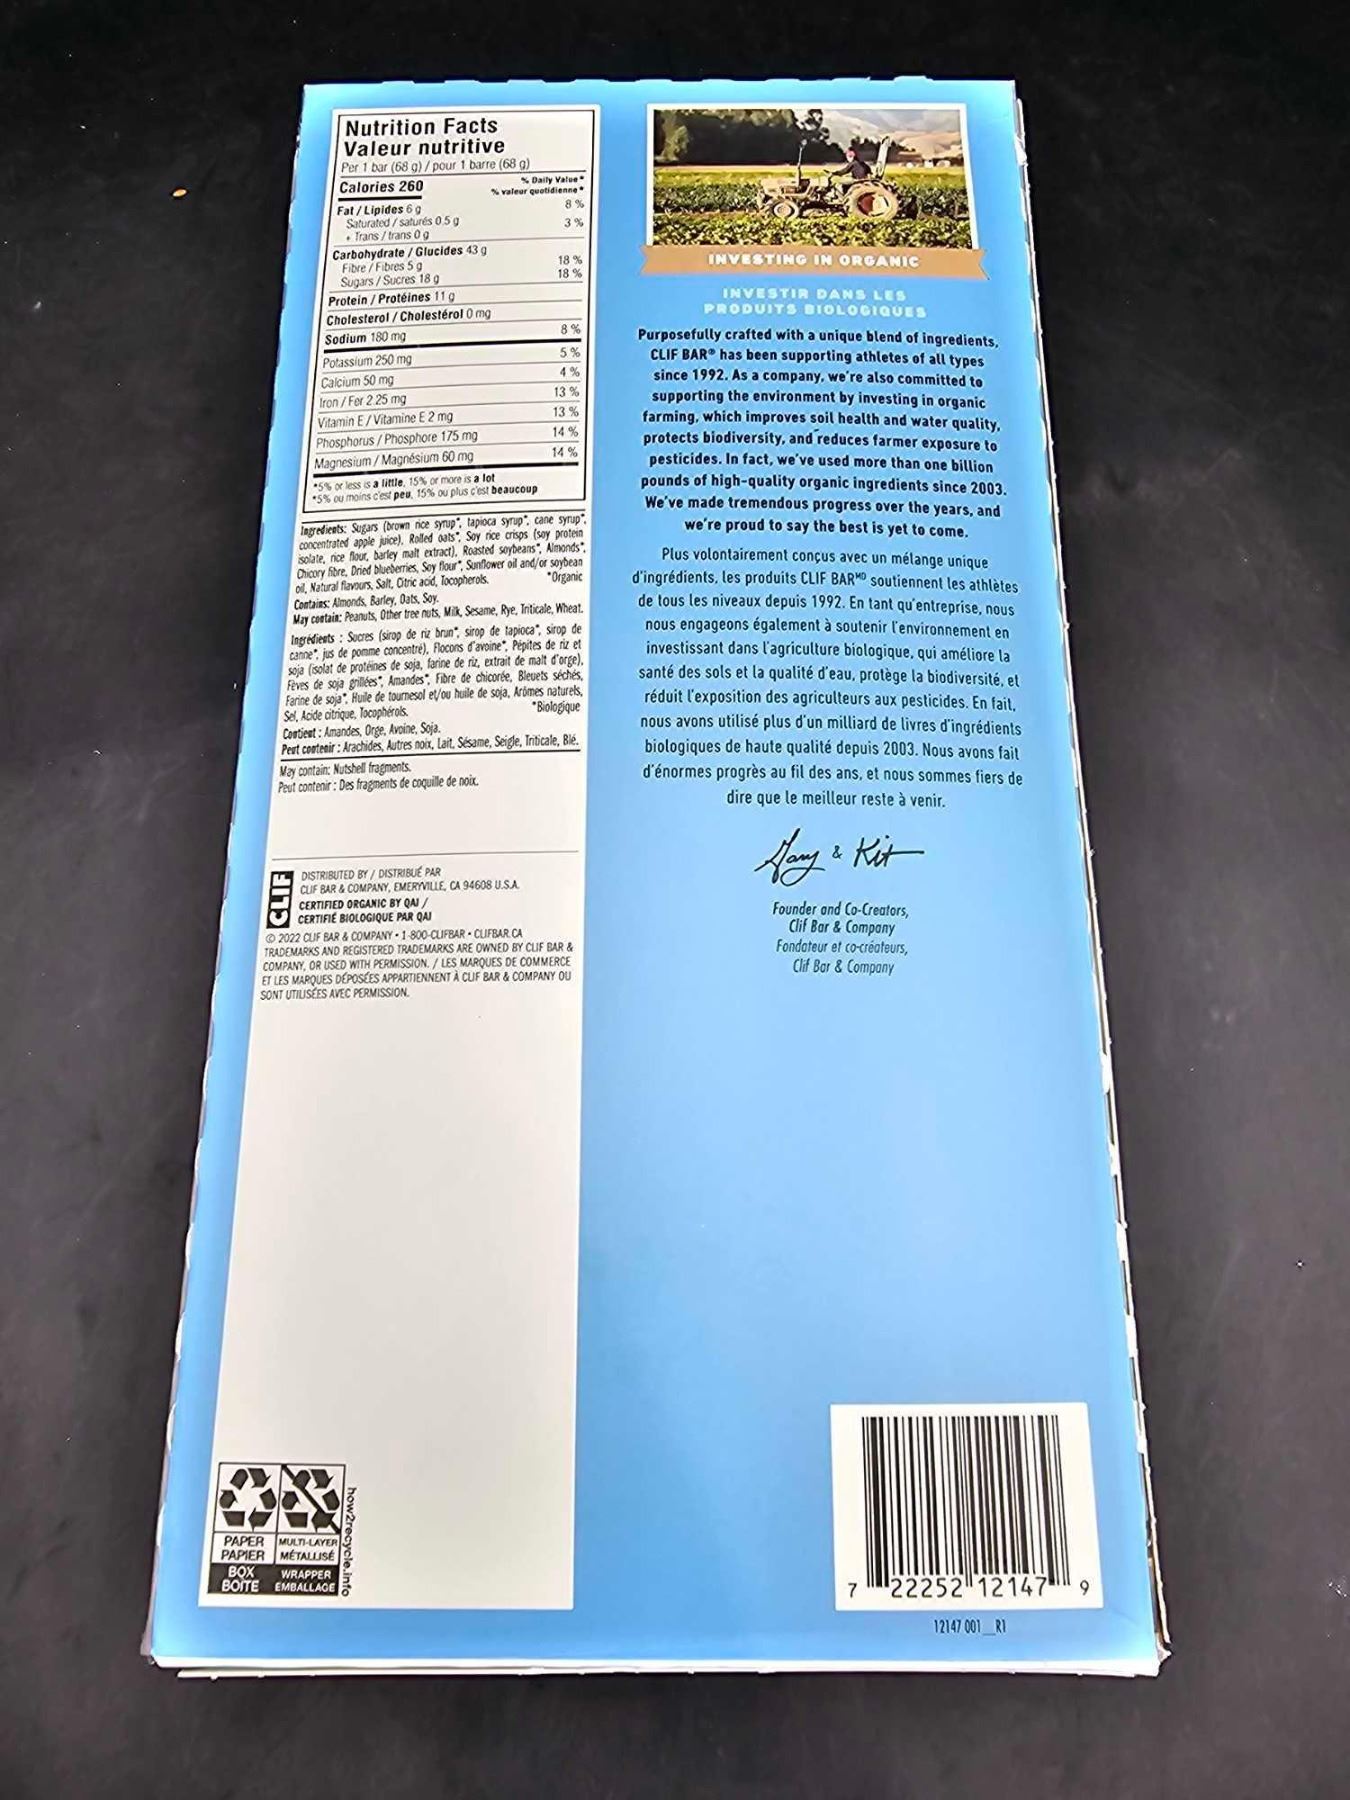 Nutrition Facts
Valeur nutritive
Per 1 bar (68 g) / pour 1 barre (68 g)
Calories 260
% Daily Value*
% valeur quotidienne*
Fat / Lipides 6 g 8 %
Saturated / saturés 0.5 g 3 %
+ Trans / trans 0 g
Carbohydrate / Glucides 43 g
Fibre / Fibres 5 g 18 %
Sugars / Sucres 18 g 18 %
Protein / Protéines 11 g
Cholesterol / Cholestérol 0 mg
Sodium 180 mg 8 %
Potassium 250 mg 5 %
Calcium 50 mg 4 %
Iron / Fer 2.25 mg 13 %
Vitamin E / Vitamine E 2 mg 13 %
Phosphorus / Phosphore 175 mg 14 %
Magnesium / Magnésium 60 mg 14 %
*5% or less is a little, 15% or more is a lot
*5% ou moins c'est peu, 15% ou plus c'est beaucoup
Ingredients: Sugars (brown rice syrup*, tapioca syrup*, cane syrup*,
concentrated apple juice), Rolled oats*, Soy rice crisps (soy protein
isolate, rice flour, barley malt extract), Roasted soybeans*, Almonds*,
Chicory fibre, Dried blueberries, Soy flour*, Sunflower oil and/or soybean
oil, Natural flavours, Salt, Citric acid, Tocopherols. *Organic
Contains: Almonds, Barley, Oats, Soy.
May contain: Peanuts, Other tree nuts, Milk, Sesame, Rye, Triticale, Wheat.
Ingrédients : Sucres (sirop de riz brun*, sirop de tapioca*, sirop de
canne*, jus de pomme concentré), Flocons d'avoine*, Pépites de riz et
soja (isolat de protéines de soja, farine de riz, extrait de malt d'orge),
Fèves de soja grillées*, Amandes*, Fibre de chicorée, Bleuets séchés,
Farine de soja*, Huile de tournesol et/ou huile de soja, Arômes naturels,
Sel, Acide citrique, Tocophérols. *Biologique
Contient : Amandes, Orge, Avoine, Soja.
Peut contenir : Arachides, Autres noix, Lait, Sésame, Seigle, Triticale, Blé.
May contain: Nutshell fragments.
Peut contenir : Des fragments de coquille de noix.
CLIF
DISTRIBUTED BY / DISTRIBUÉ PAR
CLIF BAR & COMPANY, EMERYVILLE, CA 94608 U.S.A.
CERTIFIED ORGANIC BY QAI /
CERTIFIÉ BIOLOGIQUE PAR QAI
© 2022 CLIF BAR & COMPANY • 1-800-CLIFBAR • CLIFBAR.CA
TRADEMARKS AND REGISTERED TRADEMARKS ARE OWNED BY CLIF BAR &
COMPANY, OR USED WITH PERMISSION. / LES MARQUES DE COMMERCE
ET LES MARQUES DÉPOSÉES APPARTIENNENT À CLIF BAR & COMPANY OU
SONT UTILISÉES AVEC PERMISSION.
PAPER
PAPIER
BOX
BOÎTE
MULTI-LAYER
MÉTALLISÉ
WRAPPER
EMBALLAGE
how2recycle.info
INVESTING IN ORGANIC
INVESTIR DANS LES
PRODUITS BIOLOGIQUES
Purposefully crafted with a unique blend of ingredients,
CLIF BAR® has been supporting athletes of all types
since 1992. As a company, we're also committed to
supporting the environment by investing in organic
farming, which improves soil health and water quality,
protects biodiversity, and reduces farmer exposure to
pesticides. In fact, we've used more than one billion
pounds of high-quality organic ingredients since 2003.
We've made tremendous progress over the years, and
we're proud to say the best is yet to come.
Plus volontairement conçus avec un mélange unique
d'ingrédients, les produits CLIF BARᴹᴰ soutiennent les athlètes
de tous les niveaux depuis 1992. En tant qu'entreprise, nous
nous engageons également à soutenir l'environnement en
investissant dans l'agriculture biologique, qui améliore la
santé des sols et la qualité d'eau, protège la biodiversité, et
réduit l'exposition des agriculteurs aux pesticides. En fait,
nous avons utilisé plus d'un milliard de livres d'ingrédients
biologiques de haute qualité depuis 2003. Nous avons fait
d'énormes progrès au fil des ans, et nous sommes fiers de
dire que le meilleur reste à venir.
Gary & Kit
Founder and Co-Creators,
Clif Bar & Company
Fondateur et co-créateurs,
Clif Bar & Company
7 22252 12147 9
12147 001__R1